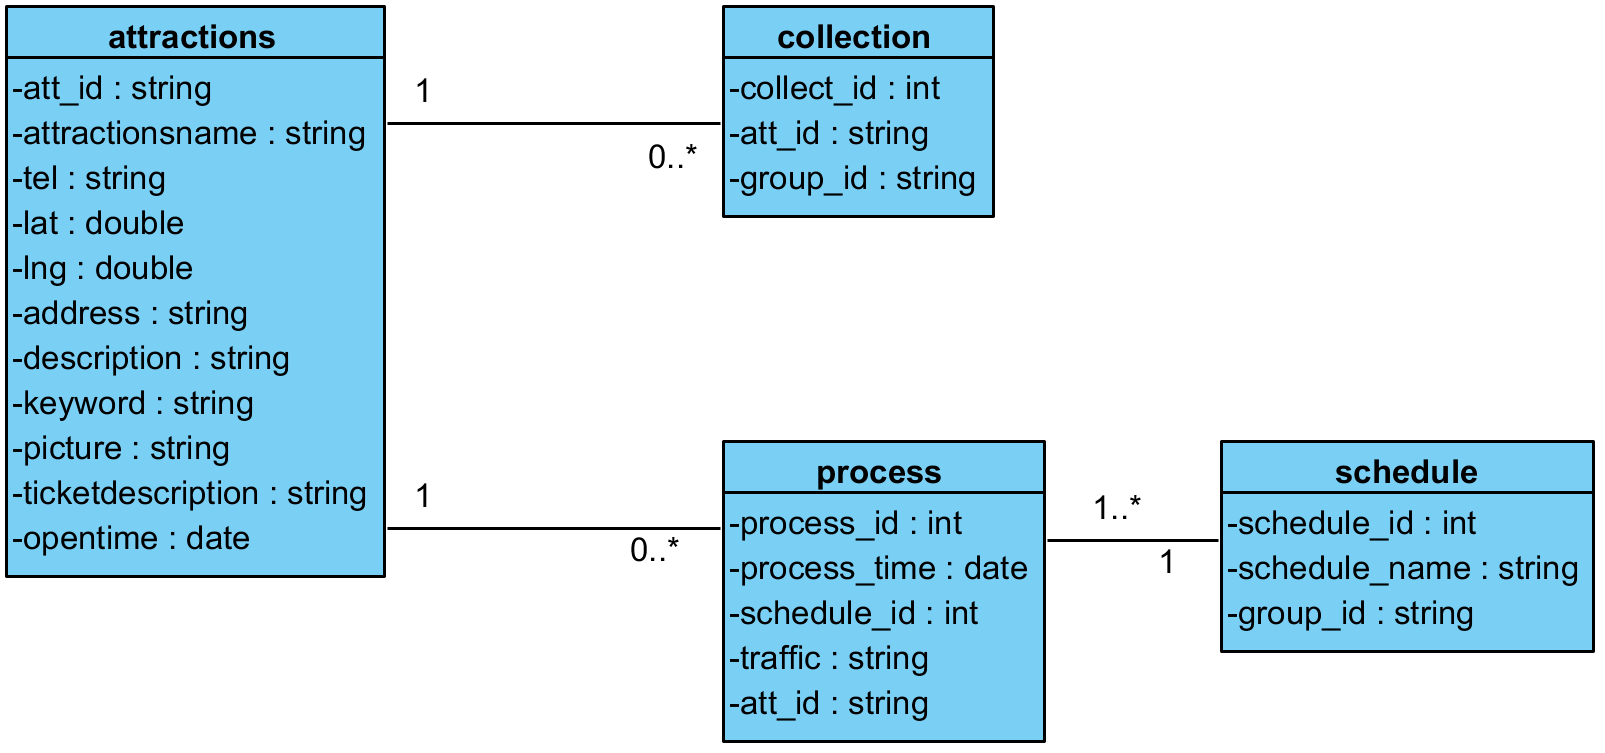 attractions
-att_id : string
-attractionsname : string
-tel : string
-lat : double
-lng : double
-address : string
-description : string
-keyword : string
-picture : string
-ticketdescription : string
-opentime : date
1
0..*
collection
-collect_id : int
-att_id : string
-group_id : string
1
0..*
process
-process_id : int
-process_time : date
-schedule_id : int
-traffic : string
-att_id : string
1..*
1
schedule
-schedule_id : int
-schedule_name : string
-group_id : string